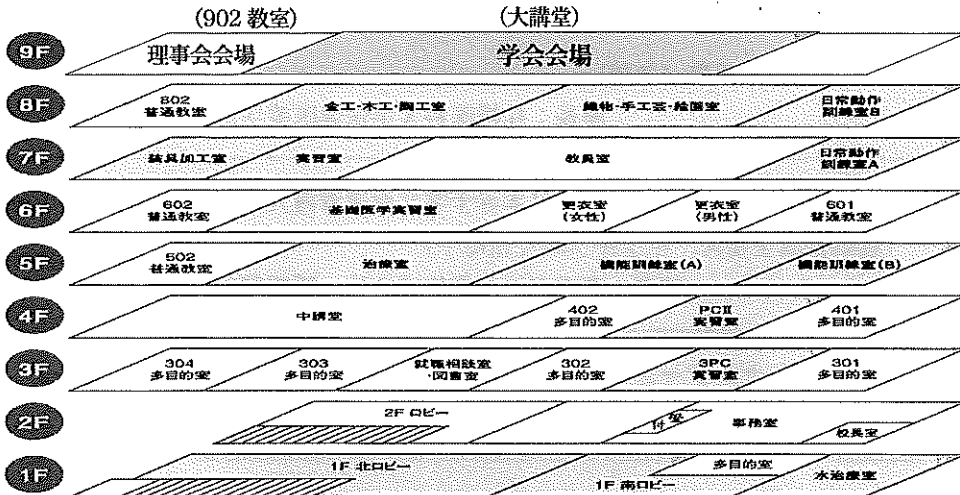 (902 教室)
(大講堂)
9F
理事会会場
学会会場
8F
802
普通教室
金工・木工・陶工室
織物・手工芸・絵画室
日常動作
訓練室B
7F
装具加工室
実習室
教員室
日常動作
訓練室A
6F
602
普通教室
基礎医学実習室
更衣室
(女性)
更衣室
(男性)
601
普通教室
5F
502
普通教室
治療室
機能訓練室(A)
機能訓練室(B)
4F
中講堂
402
多目的室
PCⅡ
実習室
401
多目的室
3F
304
多目的室
303
多目的室
就職相談室
・図書室
302
多目的室
3PC
実習室
301
多目的室
2F
2F ロビー
事務室
校長室
1F
1F 北ロビー
1F 南ロビー
多目的室
水治療室